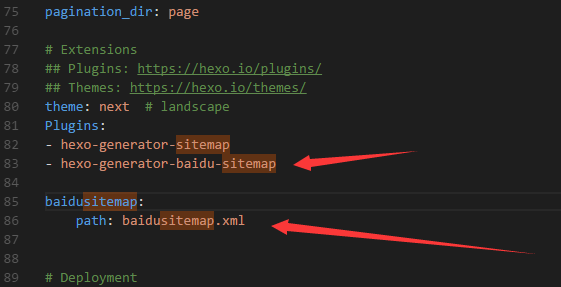 75 pagination_dir: page
76
77 # Extensions
78 ## Plugins: https://hexo.io/plugins/
79 ## Themes: https://hexo.io/themes/
80 theme: next  # landscape
81 Plugins:
82 - hexo-generator-sitemap
83 - hexo-generator-baidu-sitemap
84
85 baidusitemap:
86     path: baidusitemap.xml
87
88
89 # Deployment